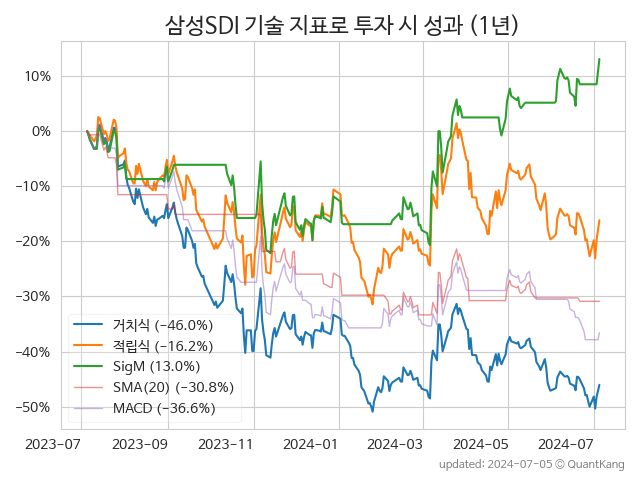 삼성SDI 기술 지표로 투자 시 성과 (1년)
10%
0%
−10%
−20%
−30%
−40%
−50%
거치식 (−46.0%)
적립식 (−16.2%)
SigM (13.0%)
SMA(20) (−30.8%)
MACD (−36.6%)
2023−07
2023−09
2023−11
2024−01
2024−03
2024−05
2024−07
updated: 2024-07-05 © QuantKang